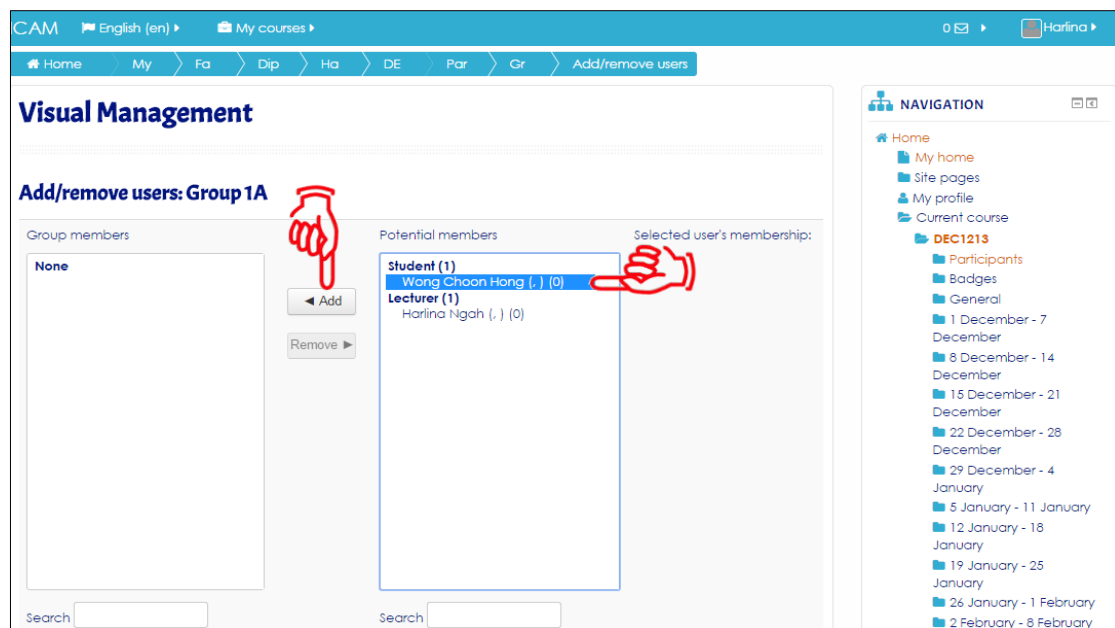 CAM English (en) My courses 0 Harlina
Home My Fa Dip Ha DE Par Gr Add/remove users
Visual Management
Add/remove users: Group 1A
Group members
None
◄ Add
Remove ►
Potential members
Student (1)
Wong Choon Hong (, ) (0)
Lecturer (1)
Harlina Ngah (, ) (0)
Selected user's membership:
Search
Search
NAVIGATION
Home
My home
Site pages
My profile
Current course
DEC1213
Participants
Badges
General
1 December - 7
December
8 December - 14
December
15 December - 21
December
22 December - 28
December
29 December - 4
January
5 January - 11 January
12 January - 18
January
19 January - 25
January
26 January - 1 February
2 February - 8 February